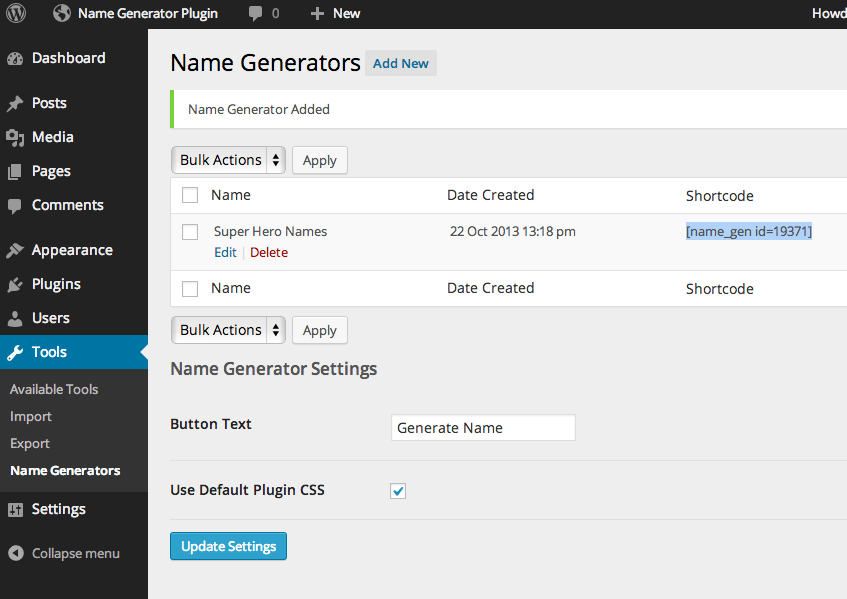 Name Generator Plugin 0 New Howd
Dashboard
Posts
Media
Pages
Comments
Appearance
Plugins
Users
Tools
Available Tools
Import
Export
Name Generators
Settings
Collapse menu
Name Generators Add New
Name Generator Added
Bulk Actions Apply
Name Date Created Shortcode
Super Hero Names 22 Oct 2013 13:18 pm [name_gen id=19371]
Edit | Delete
Name Date Created Shortcode
Bulk Actions Apply
Name Generator Settings
Button Text Generate Name
Use Default Plugin CSS
Update Settings